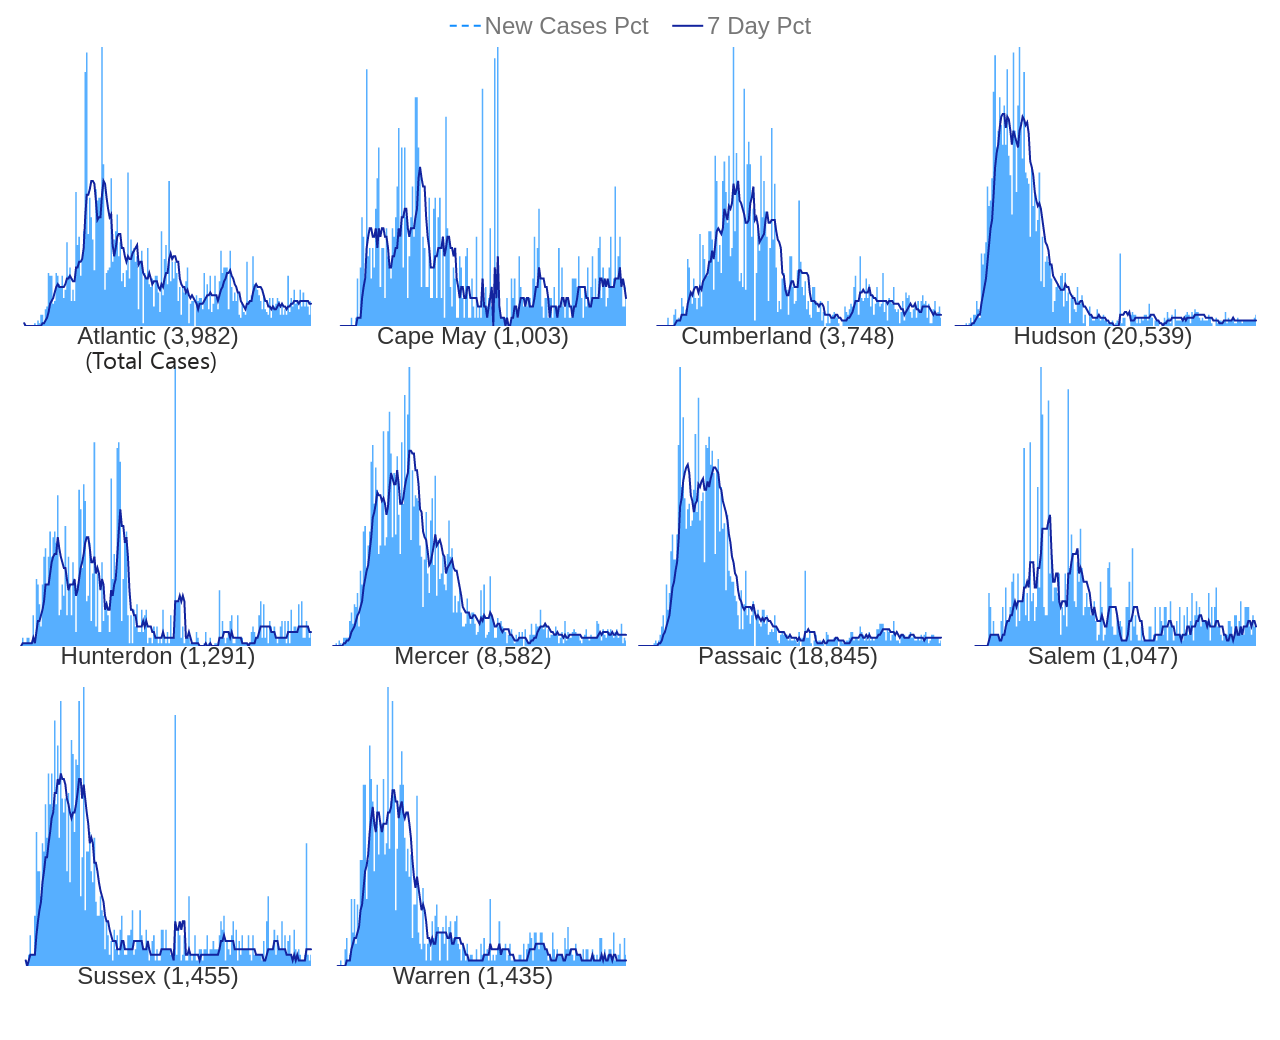 New Cases Pct 7 Day Pct
Atlantic (3,982) Cape May (1,003) Cumberland (3,748) Hudson (20,539)
(Total Cases)
Hunterdon (1,291) Mercer (8,582) Passaic (18,845) Salem (1,047)
Sussex (1,455) Warren (1,435)